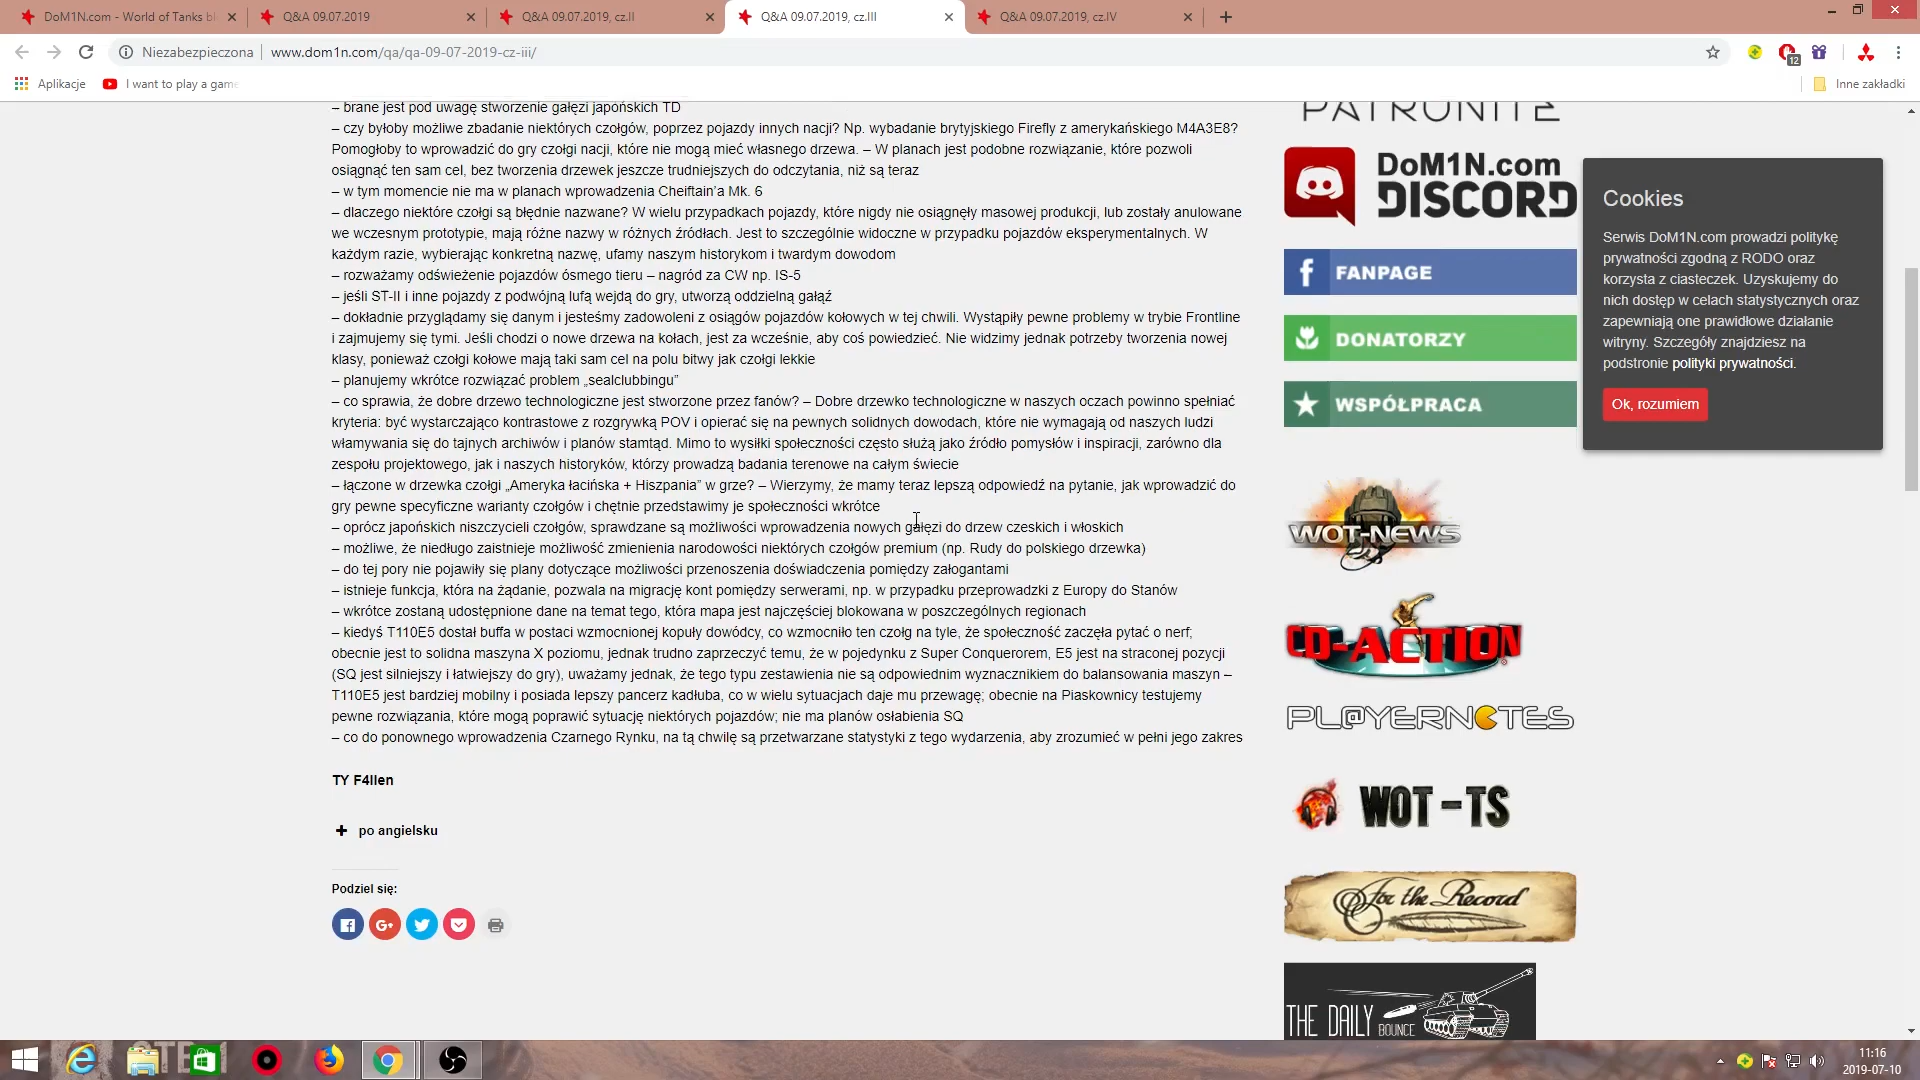 DoM1N.com - World of Tanks bl
Q&A 09.07.2019
Q&A 09.07.2019, cz.II
Q&A 09.07.2019, cz.III
Q&A 09.07.2019, cz.IV
Niezabezpieczona
www.dom1n.com/qa/qa-09-07-2019-cz-iii/
12
Aplikacje
I want to play a game
Inne zakładki
– brane jest pod uwagę stworzenie gałęzi japońskich TD
– czy byłoby możliwe zbadanie niektórych czołgów, poprzez pojazdy innych nacji? Np. wybadanie brytyjskiego Firefly z amerykańskiego M4A3E8?
Pomogłoby to wprowadzić do gry czołgi nacji, które nie mogą mieć własnego drzewa. – W planach jest podobne rozwiązanie, które pozwoli
osiągnąć ten sam cel, bez tworzenia drzewek jeszcze trudniejszych do odczytania, niż są teraz
– w tym momencie nie ma w planach wprowadzenia Cheiftain’a Mk. 6
– dlaczego niektóre czołgi są błędnie nazwane? W wielu przypadkach pojazdy, które nigdy nie osiągnęły masowej produkcji, lub zostały anulowane
we wczesnym prototypie, mają różne nazwy w różnych źródłach. Jest to szczególnie widoczne w przypadku pojazdów eksperymentalnych. W
każdym razie, wybierając konkretną nazwę, ufamy naszym historykom i twardym dowodom
– rozważamy odświeżenie pojazdów ósmego tieru – nagród za CW np. IS-5
– jeśli ST-II i inne pojazdy z podwójną lufą wejdą do gry, utworzą oddzielną gałąź
– dokładnie przyglądamy się danym i jesteśmy zadowoleni z osiągów pojazdów kołowych w tej chwili. Wystąpiły pewne problemy w trybie Frontline
i zajmujemy się tymi. Jeśli chodzi o nowe drzewa na kołach, jest za wcześnie, aby coś powiedzieć. Nie widzimy jednak potrzeby tworzenia nowej
klasy, ponieważ czołgi kołowe mają taki sam cel na polu bitwy jak czołgi lekkie
– planujemy wkrótce rozwiązać problem „sealclubbingu”
– co sprawia, że dobre drzewo technologiczne jest stworzone przez fanów? – Dobre drzewko technologiczne w naszych oczach powinno spełniać
kryteria: być wystarczająco kontrastowe z rozgrywką POV i opierać się na pewnych solidnych dowodach, które nie wymagają od naszych ludzi
włamywania się do tajnych archiwów i planów stamtąd. Mimo to wysiłki społeczności często służą jako źródło pomysłów i inspiracji, zarówno dla
zespołu projektowego, jak i naszych historyków, którzy prowadzą badania terenowe na całym świecie
– łączone w drzewka czołgi „Ameryka łacińska + Hiszpania” w grze? – Wierzymy, że mamy teraz lepszą odpowiedź na pytanie, jak wprowadzić do
gry pewne specyficzne warianty czołgów i chętnie przedstawimy je społeczności wkrótce
– oprócz japońskich niszczycieli czołgów, sprawdzane są możliwości wprowadzenia nowych gałęzi do drzew czeskich i włoskich
– możliwe, że niedługo zaistnieje możliwość zmienienia narodowości niektórych czołgów premium (np. Rudy do polskiego drzewka)
– do tej pory nie pojawiły się plany dotyczące możliwości przenoszenia doświadczenia pomiędzy załogantami
– istnieje funkcja, która na żądanie, pozwala na migrację kont pomiędzy serwerami, np. w przypadku przeprowadzki z Europy do Stanów
– wkrótce zostaną udostępnione dane na temat tego, która mapa jest najczęściej blokowana w poszczególnych regionach
– kiedyś T110E5 dostał buffa w postaci wzmocnionej kopuły dowódcy, co wzmocniło ten czołg na tyle, że społeczność zaczęła pytać o nerf;
obecnie jest to solidna maszyna X poziomu, jednak trudno zaprzeczyć temu, że w pojedynku z Super Conquerorem, E5 jest na straconej pozycji
(SQ jest silniejszy i łatwiejszy do gry), uważamy jednak, że tego typu zestawienia nie są odpowiednim wyznacznikiem do balansowania maszyn –
T110E5 jest bardziej mobilny i posiada lepszy pancerz kadłuba, co w wielu sytuacjach daje mu przewagę; obecnie na Piaskownicy testujemy
pewne rozwiązania, które mogą poprawić sytuację niektórych pojazdów; nie ma planów osłabienia SQ
– co do ponownego wprowadzenia Czarnego Rynku, na tą chwilę są przetwarzane statystyki z tego wydarzenia, aby zrozumieć w pełni jego zakres
TY F4llen
po angielsku
Podziel się:
PATRONITE
DoM1N.com
DISCORD
FANPAGE
DONATORZY
WSPÓŁPRACA
WOT-NEWS
CD-ACTION
PL@YERNOTES
WOT-TS
For the Record
THE DAILY
BOUNCE
Cookies
Serwis DoM1N.com prowadzi politykę
prywatności zgodną z RODO oraz
korzysta z ciasteczek. Uzyskujemy do
nich dostęp w celach statystycznych oraz
zapewniają one prawidłowe działanie
witryny. Szczegóły znajdziesz na
podstronie polityki prywatności.
Ok, rozumiem
11:16
2019-07-10